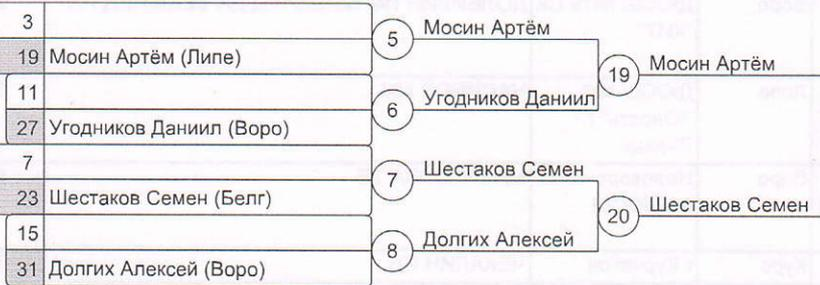 3
19 Мосин Артём (Липе)
5 Мосин Артём
11
27 Угодников Даниил (Воро)
6 Угодников Даниил
19 Мосин Артём
7
23 Шестаков Семен (Белг)
7 Шестаков Семен
15
31 Долгих Алексей (Воро)
8 Долгих Алексей
20 Шестаков Семен